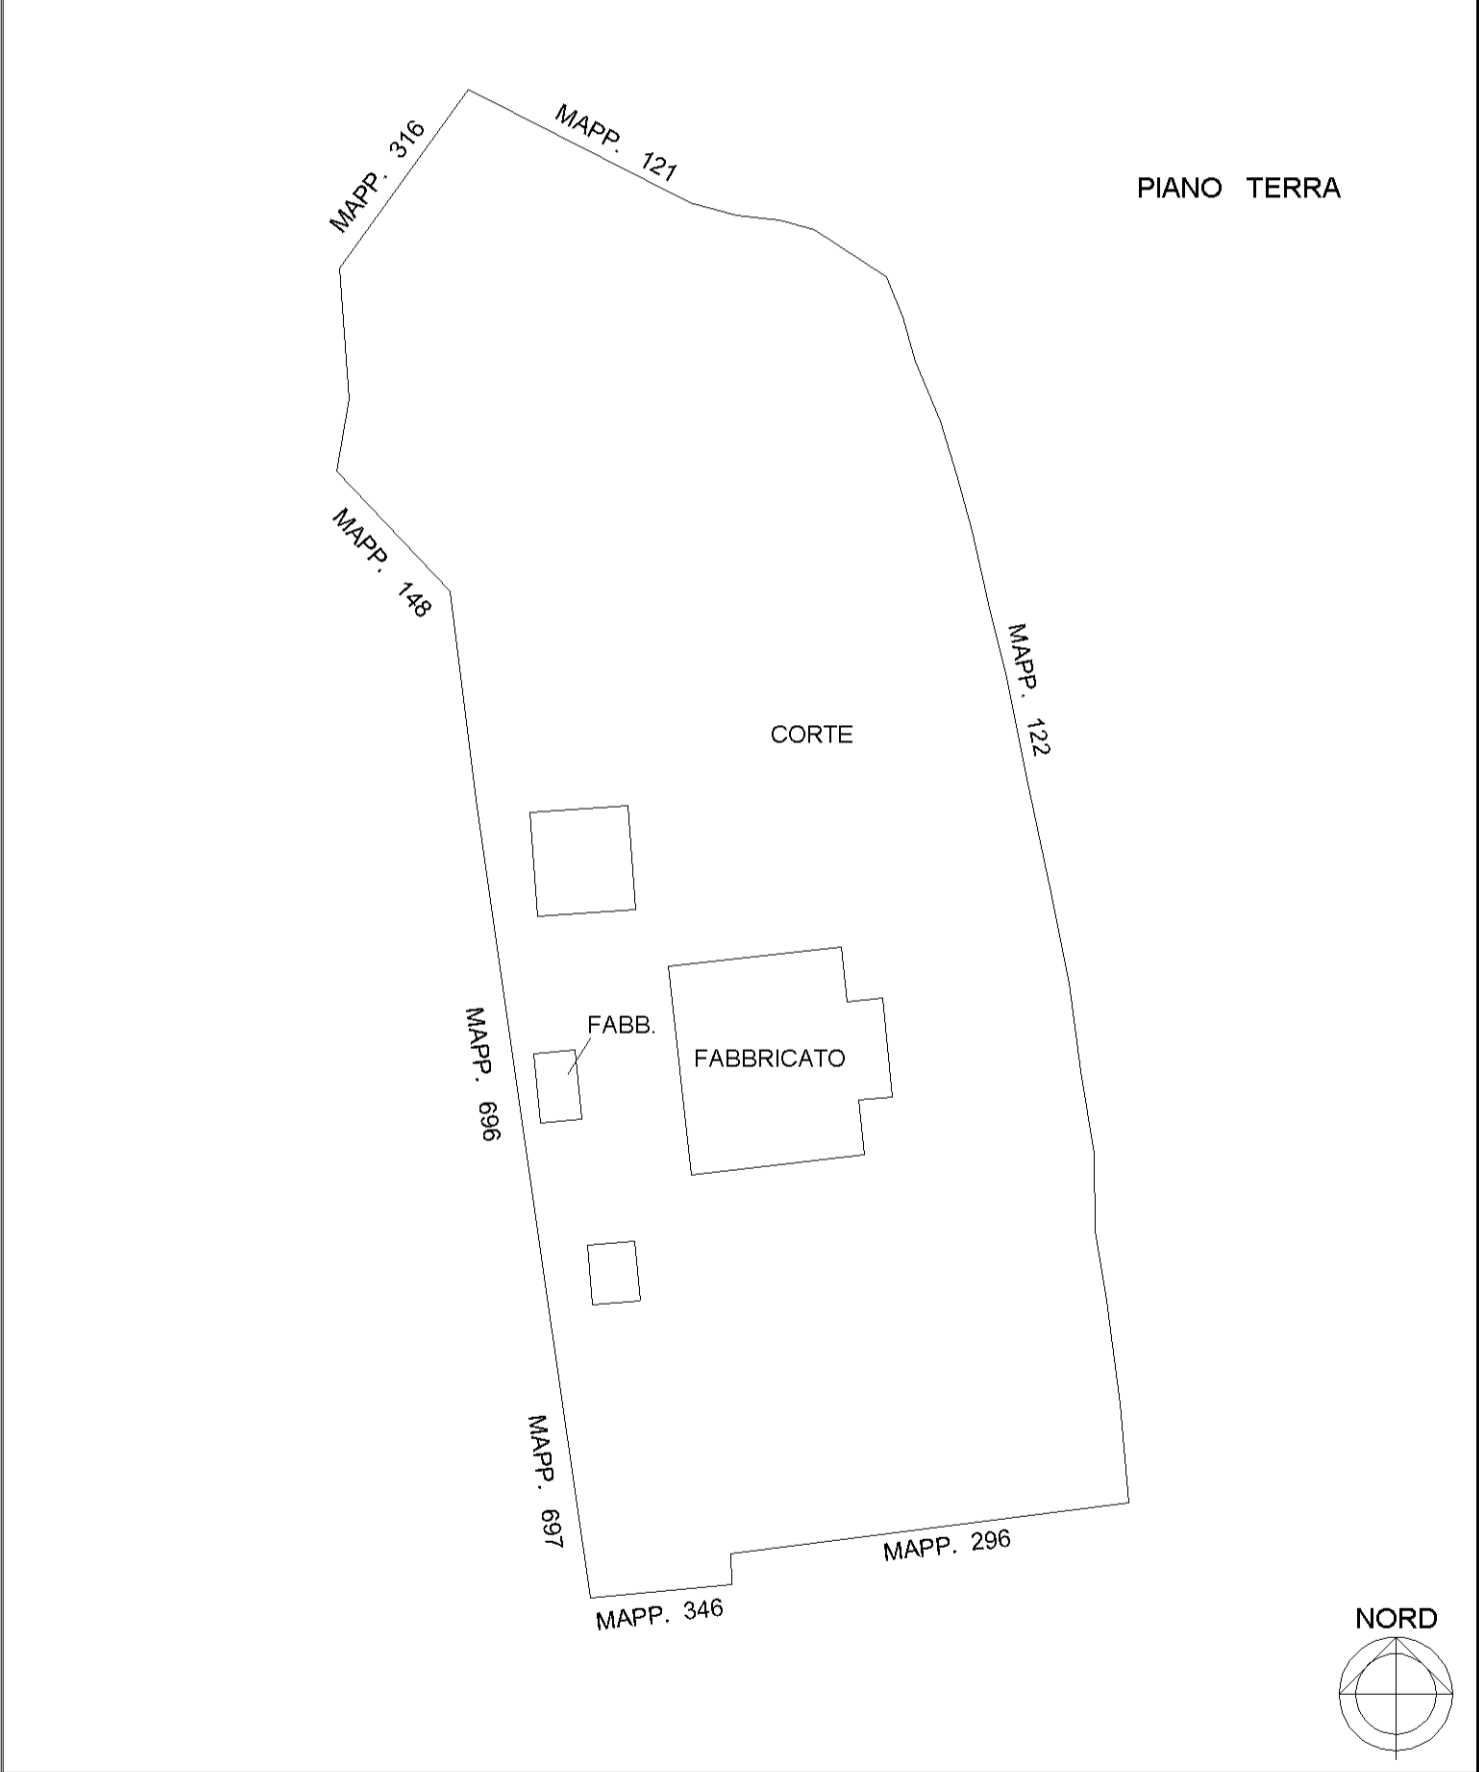 MAPP. 121
MAPP. 316
PIANO TERRA
MAPP. 148
MAPP. 122
CORTE
MAPP. 696
FABB.
FABBRICATO
MAPP. 697
MAPP. 296
MAPP. 346
NORD